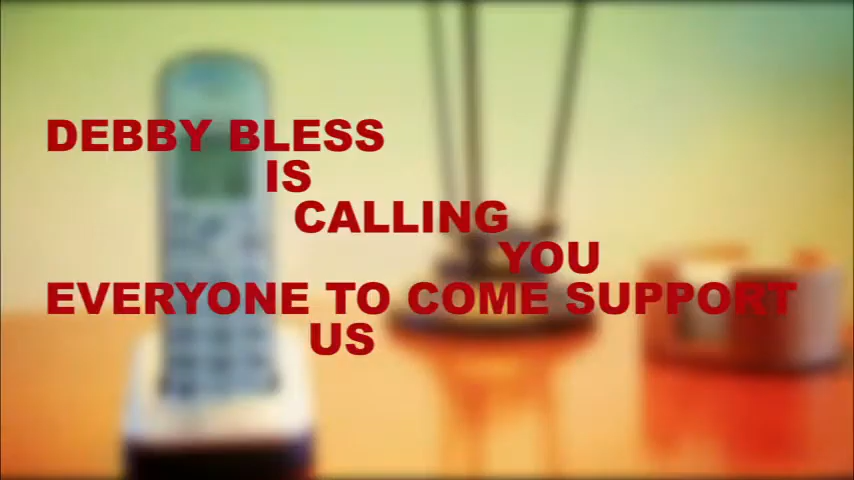 DEBBY BLESS
IS
CALLING
YOU
EVERYONE TO COME SUPPORT
US